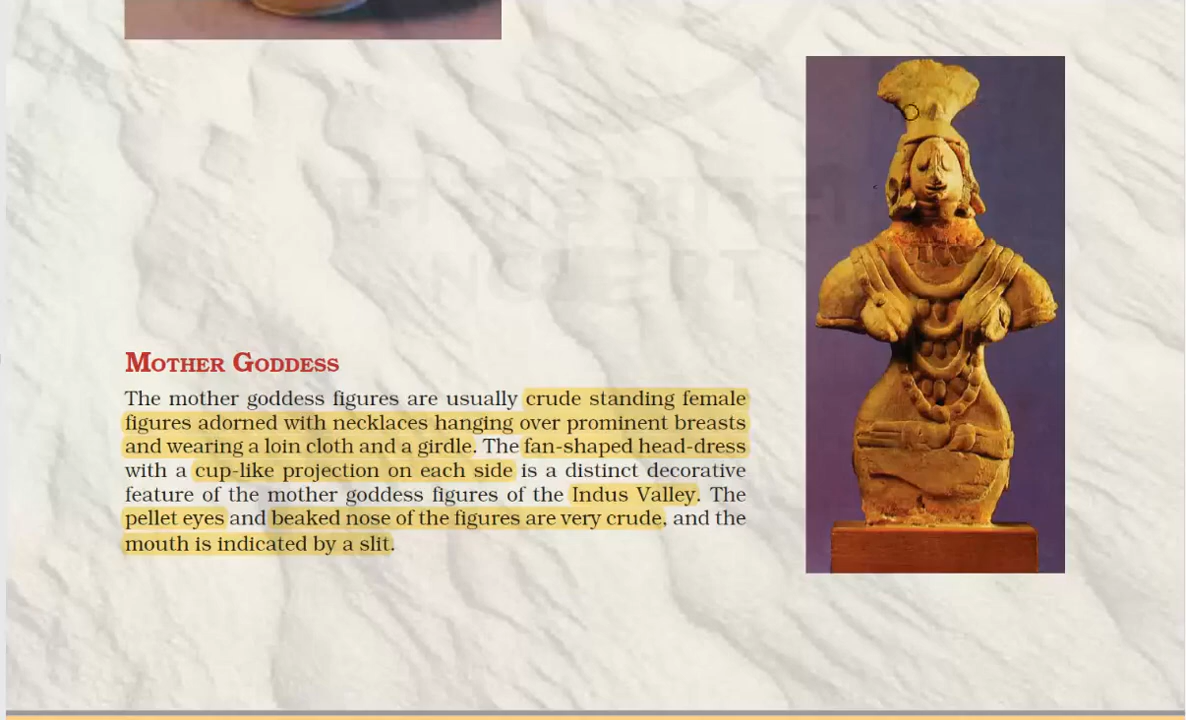 MOTHER GODDESS
The mother goddess figures are usually crude standing female
figures adorned with necklaces hanging over prominent breasts
and wearing a loin cloth and a girdle. The fan-shaped head-dress
with a cup-like projection on each side is a distinct decorative
feature of the mother goddess figures of the Indus Valley. The
pellet eyes and beaked nose of the figures are very crude, and the
mouth is indicated by a slit.